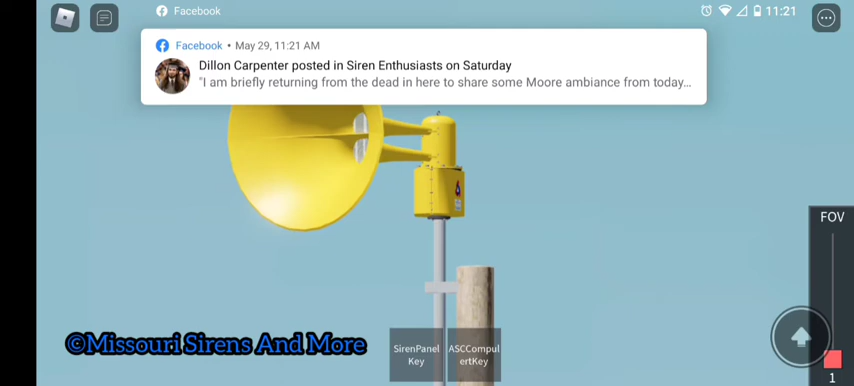 Facebook
11:21
Facebook • May 29, 11:21 AM
Dillon Carpenter posted in Siren Enthusiasts on Saturday
"I am briefly returning from the dead in here to share some Moore ambiance from today...
FOV
©Missouri Sirens And More
SirenPanel
Key
ASCCompul
ertKey
1